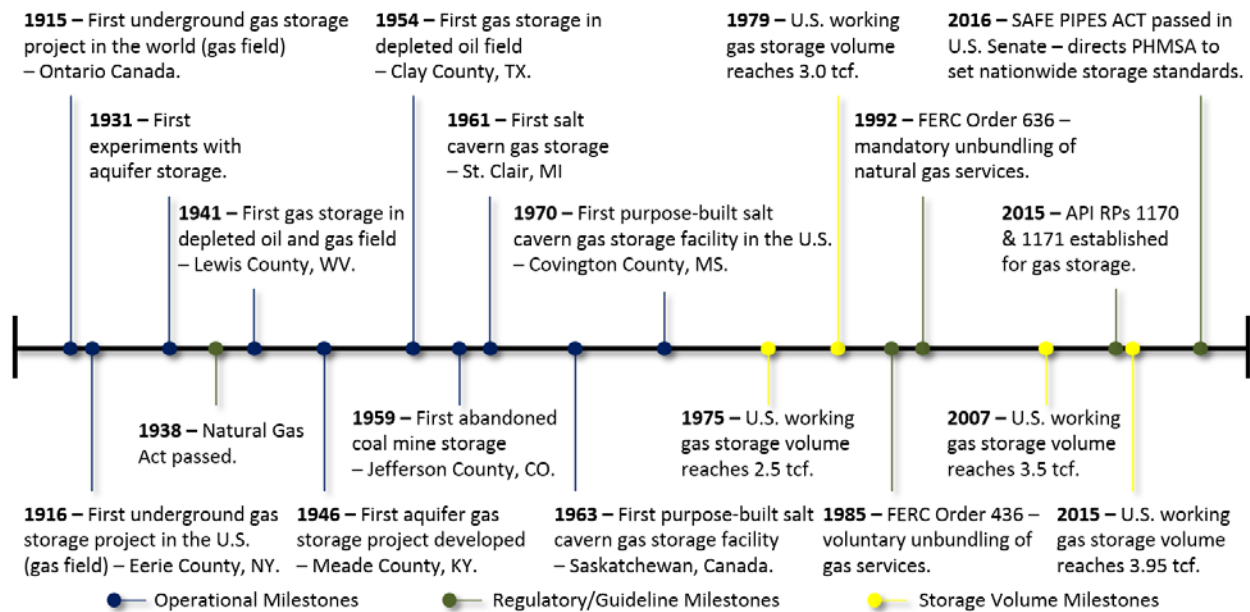 1915 – First underground gas storage
project in the world (gas field)
– Ontario Canada.
1954 – First gas storage in
depleted oil field
– Clay County, TX.
1979 – U.S. working
gas storage volume
reaches 3.0 tcf.
2016 – SAFE PIPES ACT passed in
U.S. Senate – directs PHMSA to
set nationwide storage standards.
1931 – First
experiments with
aquifer storage.
1961 – First salt
cavern gas storage
– St. Clair, MI
1992 – FERC Order 636 –
mandatory unbundling of
natural gas services.
1941 – First gas storage in
depleted oil and gas field
– Lewis County, WV.
1970 – First purpose-built salt
cavern gas storage facility in the U.S.
– Covington County, MS.
2015 – API RPs 1170
& 1171 established
for gas storage.
1938 – Natural Gas
Act passed.
1959 – First abandoned
coal mine storage
– Jefferson County, CO.
1975 – U.S. working
gas storage volume
reaches 2.5 tcf.
2007 – U.S. working
gas storage volume
reaches 3.5 tcf.
1916 – First underground gas
storage project in the U.S.
(gas field) – Eerie County, NY.
1946 – First aquifer gas
storage project developed
– Meade County, KY.
1963 – First purpose-built salt
cavern gas storage facility
– Saskatchewan, Canada.
1985 – FERC Order 436 –
voluntary unbundling of
gas services.
2015 – U.S. working
gas storage volume
reaches 3.95 tcf.
Operational Milestones
Regulatory/Guideline Milestones
Storage Volume Milestones